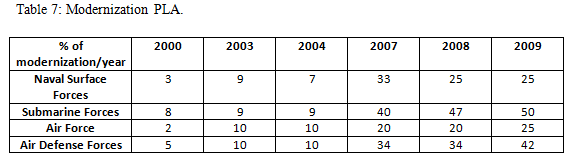 Table 7: Modernization PLA.
% of modernization/year 2000 2003 2004 2007 2008 2009
Naval Surface Forces 3 9 7 33 25 25
Submarine Forces 8 9 9 40 47 50
Air Force 2 10 10 20 20 25
Air Defense Forces 5 10 10 34 34 42